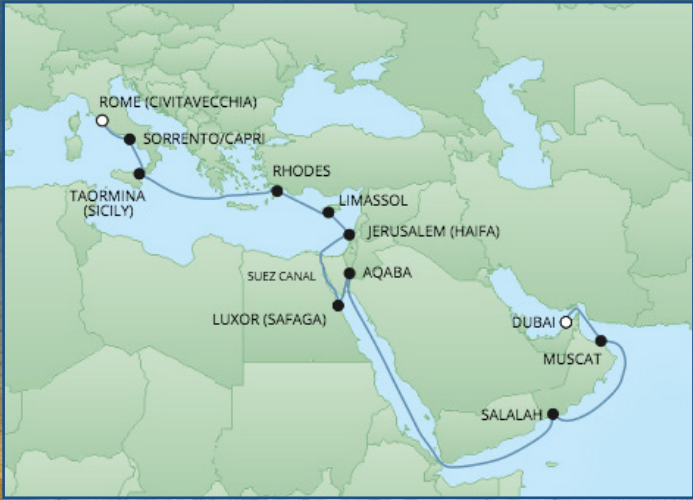 ROME (CIVITAVECCHIA)
SORRENTO/CAPRI
RHODES
TAORMINA
(SICILY)
LIMASSOL
JERUSALEM (HAIFA)
SUEZ CANAL
AQABA
LUXOR (SAFAGA)
DUBAI
MUSCAT
SALALAH